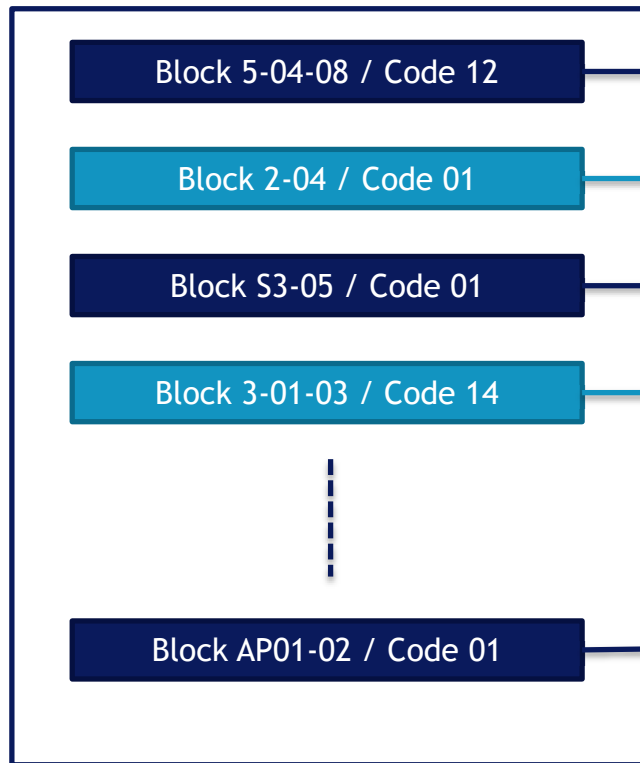 Block 5-04-08 / Code 12
Block 2-04 / Code 01
Block S3-05 / Code 01
Block 3-01-03 / Code 14
Block AP01-02 / Code 01